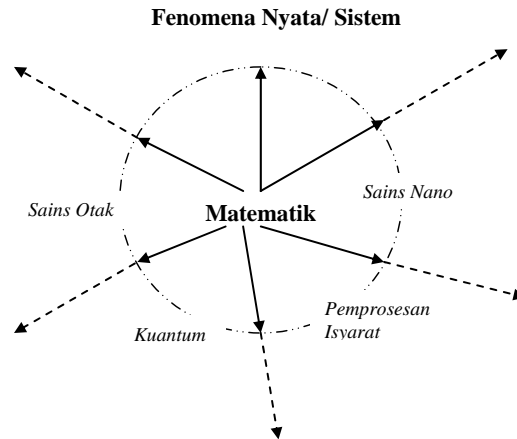 Fenomena Nyata/ Sistem
Sains Otak
Sains Nano
Matematik
Kuantum
Pemprosesan
Isyarat